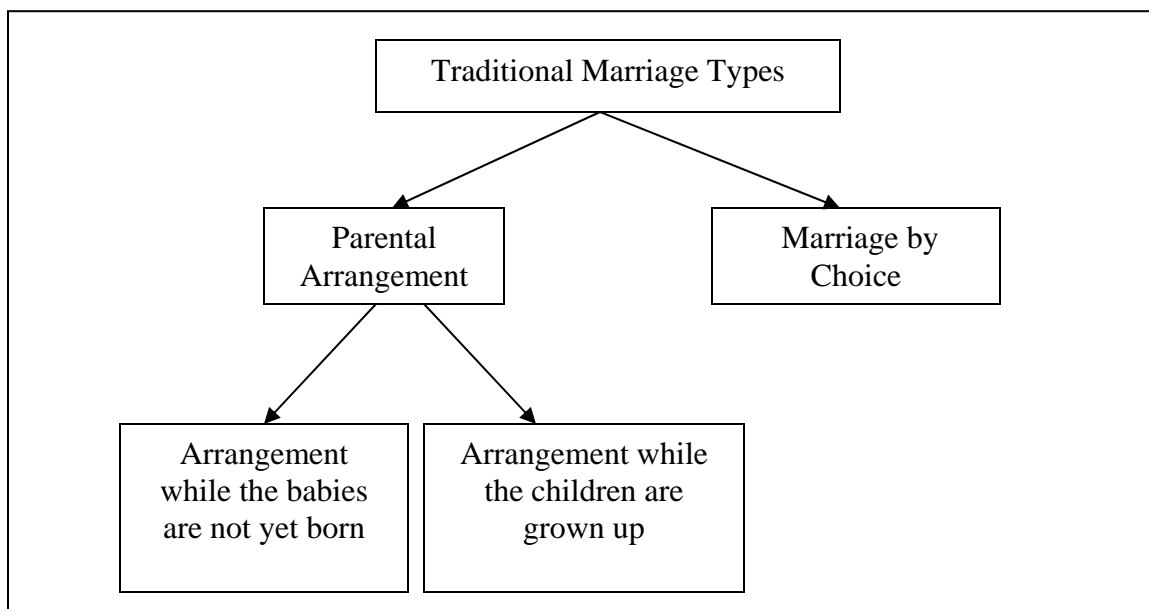 Traditional Marriage Types
Parental
Arrangement
Marriage by
Choice
Arrangement
while the babies
are not yet born
Arrangement while
the children are
grown up